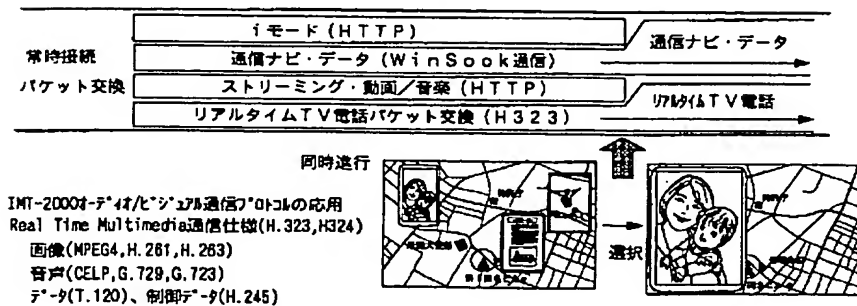 iモード(HTTP)
通信ナビ・データ
常時接続
通信ナビ・データ(WinSook通信)
パケット交換
ストリーミング・動画/音楽(HTTP)
リアルタイムTV電話
リアルタイムTV電話パケット交換(H323)
同時進行
選択
IMT-2000オーディオ/ビジュアル通信プロトコルの応用
Real Time Multimedia通信仕様(H.323,H324)
画像(MPEG4,H.261,H.263)
音声(CELP,G.729,G.723)
データ(T.120)、制御データ(H.245)